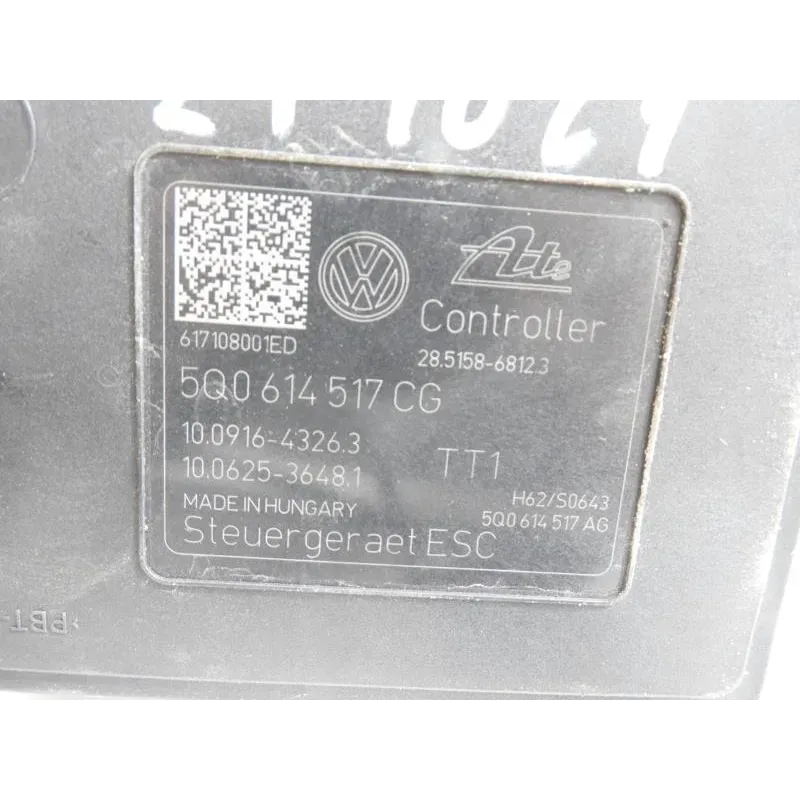 Ate
617108001ED
Controller
28.5158-6812.3
5Q0 614 517 CG
10.0916-4326.3
10.0625-3648.1
TT1
MADE IN HUNGARY
H62/S0643
5Q0 614 517 AG
Steuergeraet ESC
>PBT-